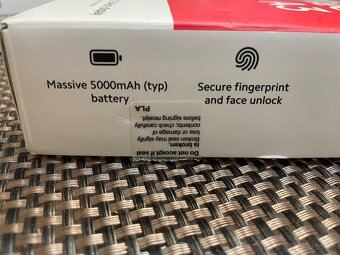 Massive 5000mAh (typ)
battery
Secure fingerprint
and face unlock
Do not accept if seal
is broken.
Broken seal may signify
loss or damage of
contents; check carefully
before signing receipt.
PLA